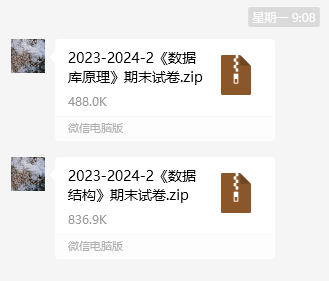 星期一 9:08
2023-2024-2《数据
库原理》期末试卷.zip
488.0K
微信电脑版
2023-2024-2《数据
结构》期末试卷.zip
836.9K
微信电脑版